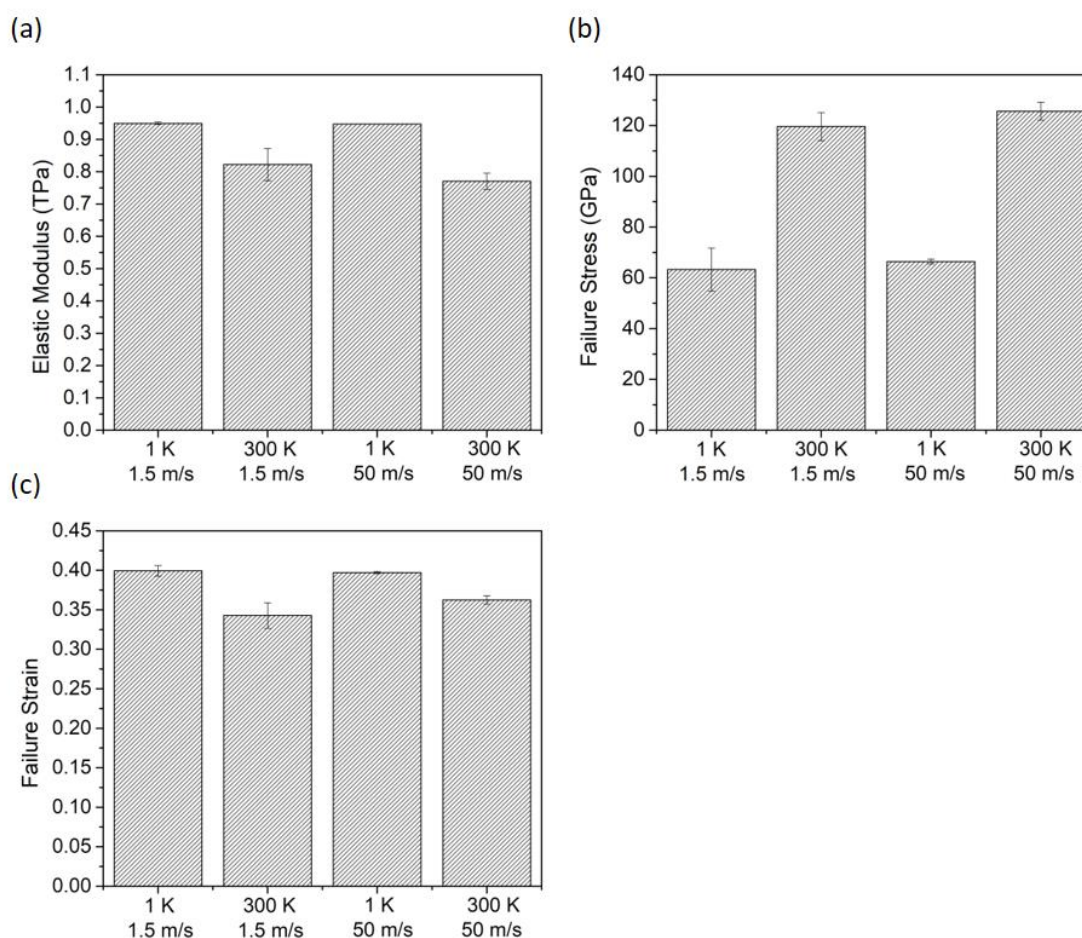 (a)
Elastic Modulus (TPa)
1.1
1.0
0.9
0.8
0.7
0.6
0.5
0.4
0.3
0.2
0.1
0.0
1 K 300 K 1 K 300 K
1.5 m/s 1.5 m/s 50 m/s 50 m/s
(b)
Failure Stress (GPa)
140
120
100
80
60
40
20
0
1 K 300 K 1 K 300 K
1.5 m/s 1.5 m/s 50 m/s 50 m/s
(c)
Failure Strain
0.45
0.40
0.35
0.30
0.25
0.20
0.15
0.10
0.05
0.00
1 K 300 K 1 K 300 K
1.5 m/s 1.5 m/s 50 m/s 50 m/s